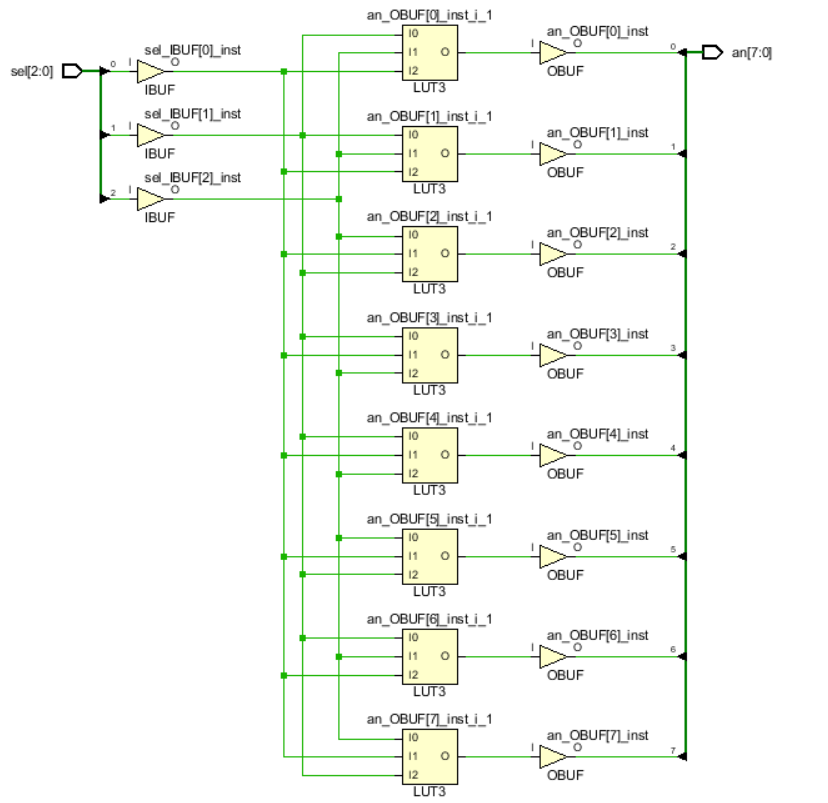 an_OBUF[0]_inst_i_1
sel_IBUF[0]_inst
I0
an_OBUF[0]_inst
sel[2:0]
0
I
O
I1
O
I
O
0
an[7:0]
IBUF
I2
OBUF
LUT3
sel_IBUF[1]_inst
an_OBUF[1]_inst_i_1
1
I
O
I0
an_OBUF[1]_inst
IBUF
I1
O
I
O
1
I2
OBUF
sel_IBUF[2]_inst
LUT3
2
I
O
IBUF
an_OBUF[2]_inst_i_1
I0
an_OBUF[2]_inst
I1
O
I
O
2
I2
OBUF
LUT3
an_OBUF[3]_inst_i_1
I0
an_OBUF[3]_inst
I1
O
I
O
3
I2
OBUF
LUT3
an_OBUF[4]_inst_i_1
I0
an_OBUF[4]_inst
I1
O
I
O
4
I2
OBUF
LUT3
an_OBUF[5]_inst_i_1
I0
an_OBUF[5]_inst
I1
O
I
O
5
I2
OBUF
LUT3
an_OBUF[6]_inst_i_1
I0
an_OBUF[6]_inst
I1
O
I
O
6
I2
OBUF
LUT3
an_OBUF[7]_inst_i_1
I0
an_OBUF[7]_inst
I1
O
I
O
7
I2
OBUF
LUT3